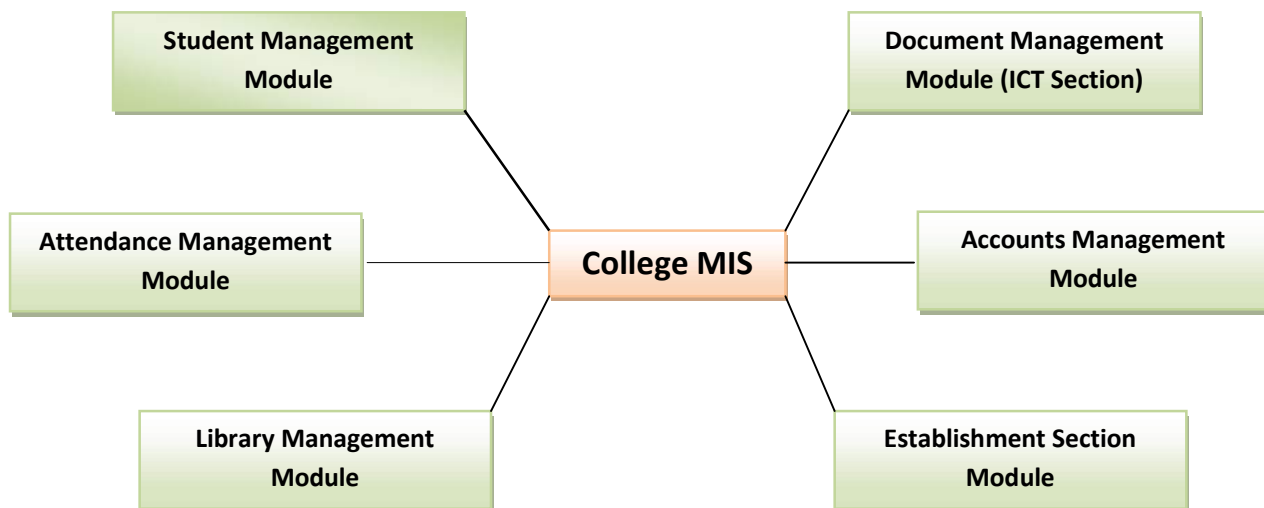 Student Management
Module
Document Management
Module (ICT Section)
Attendance Management
Module
College MIS
Accounts Management
Module
Library Management
Module
Establishment Section
Module